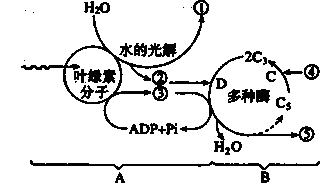 H₂O ①
水的光解
叶绿素
分子
②
③
D
2C₃
C ④
多种酶 C₅
ADP+Pi
H₂O ⑤
A B